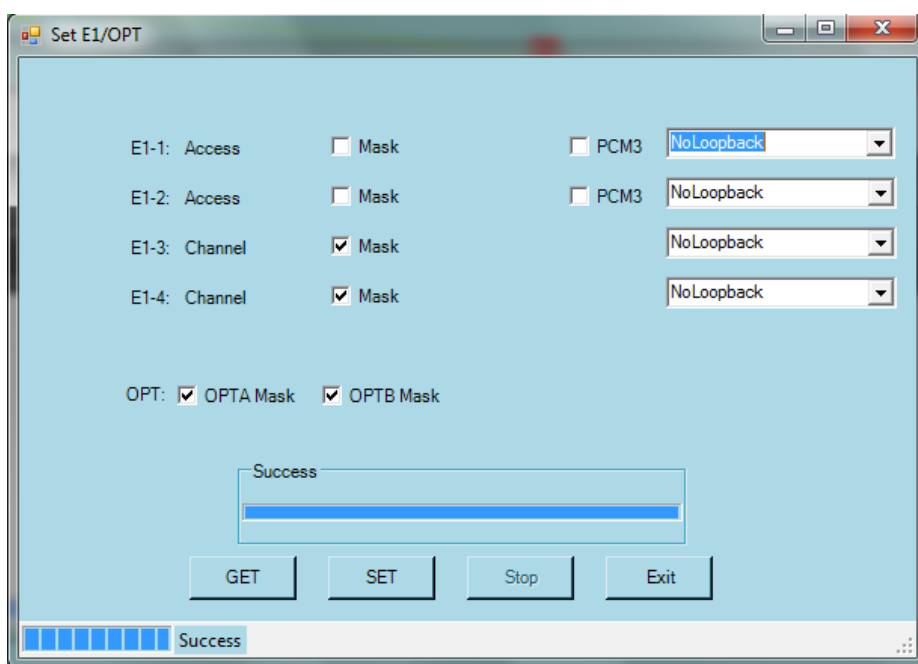 Set E1/OPT
E1-1: Access Mask PCM3 NoLoopback
E1-2: Access Mask PCM3 NoLoopback
E1-3: Channel Mask NoLoopback
E1-4: Channel Mask NoLoopback
OPT: OPTA Mask OPTB Mask
Success
GET SET Stop Exit
Success